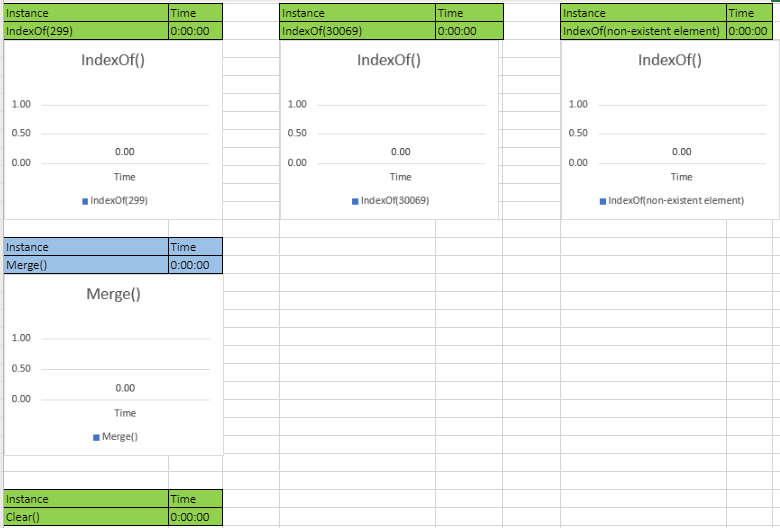 Instance Time
IndexOf(299) 0:00:00
IndexOf()
1.00
0.50
0.00
0.00
Time
IndexOf(299)
Instance Time
IndexOf(30069) 0:00:00
IndexOf()
1.00
0.50
0.00
0.00
Time
IndexOf(30069)
Instance Time
IndexOf(non-existent element) 0:00:00
IndexOf()
1.00
0.50
0.00
0.00
Time
IndexOf(non-existent element)
Instance Time
Merge() 0:00:00
Merge()
1.00
0.50
0.00
0.00
Time
Merge()
Instance Time
Clear() 0:00:00